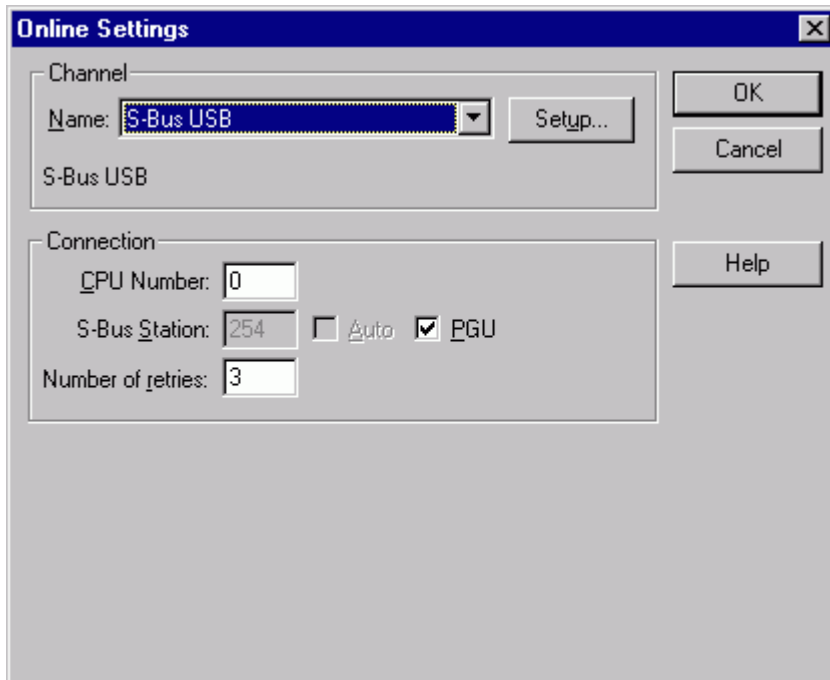 Online Settings
Channel
Name: S-Bus USB Setup...
S-Bus USB
OK
Cancel
Help
Connection
CPU Number: 0
S-Bus Station: 254 Auto PGU
Number of retries: 3